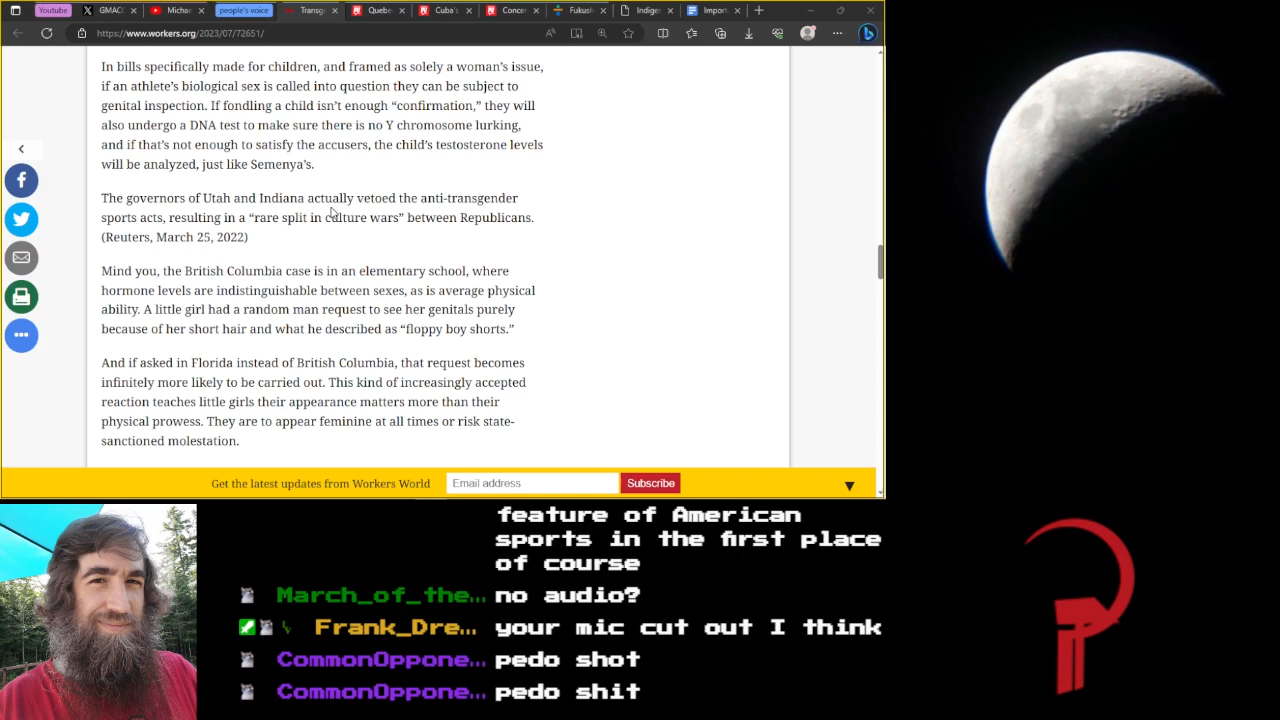 Youtube
GMACC
Michae
people's voice
Transg
Quebe
Cuba's
Concer
Fukus
Indige
Import
https://www.workers.org/2023/07/72651/
In bills specifically made for children, and framed as solely a woman's issue,
if an athlete's biological sex is called into question they can be subject to
genital inspection. If fondling a child isn't enough “confirmation,” they will
also undergo a DNA test to make sure there is no Y chromosome lurking,
and if that's not enough to satisfy the accusers, the child's testosterone levels
will be analyzed, just like Semenya's.
The governors of Utah and Indiana actually vetoed the anti-transgender
sports acts, resulting in a “rare split in culture wars” between Republicans.
(Reuters, March 25, 2022)
Mind you, the British Columbia case is in an elementary school, where
hormone levels are indistinguishable between sexes, as is average physical
ability. A little girl had a random man request to see her genitals purely
because of her short hair and what he described as “floppy boy shorts.”
And if asked in Florida instead of British Columbia, that request becomes
infinitely more likely to be carried out. This kind of increasingly accepted
reaction teaches little girls their appearance matters more than their
physical prowess. They are to appear feminine at all times or risk state-
sanctioned molestation.
Get the latest updates from Workers World
Email address
Subscribe
feature of American
sports in the first place
of course
March_of_the... no audio?
Frank_Dre... your mic cut out I think
CommonOppone... pedo shot
CommonOppone... pedo shit